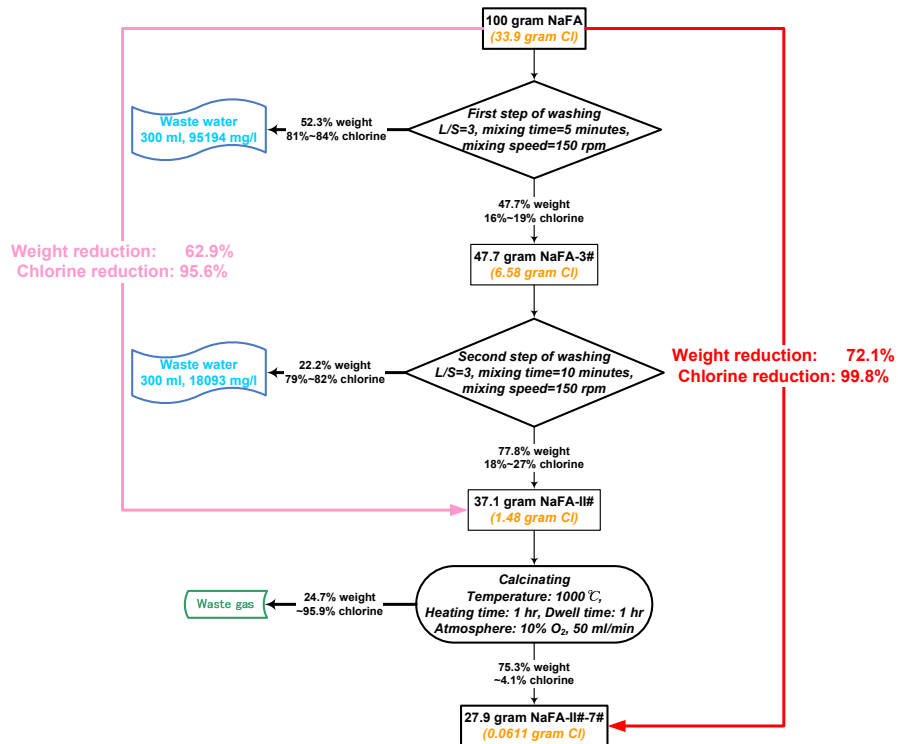 100 gram NaFA
(33.9 gram Cl)
First step of washing
L/S=3, mixing time=5 minutes,
mixing speed=150 rpm
52.3% weight
81%~84% chlorine
Waste water
300 ml, 95194 mg/l
47.7% weight
16%~19% chlorine
47.7 gram NaFA-3#
(6.58 gram Cl)
Weight reduction: 62.9%
Chlorine reduction: 95.6%
Second step of washing
L/S=3, mixing time=10 minutes,
mixing speed=150 rpm
22.2% weight
79%~82% chlorine
Waste water
300 ml, 18093 mg/l
Weight reduction: 72.1%
Chlorine reduction: 99.8%
77.8% weight
18%~27% chlorine
37.1 gram NaFA-II#
(1.48 gram Cl)
Calcinating
Temperature: 1000℃,
Heating time: 1 hr, Dwell time: 1 hr
Atmosphere: 10% O₂, 50 ml/min
24.7% weight
~95.9% chlorine
Waste gas
75.3% weight
~4.1% chlorine
27.9 gram NaFA-II#-7#
(0.0611 gram Cl)